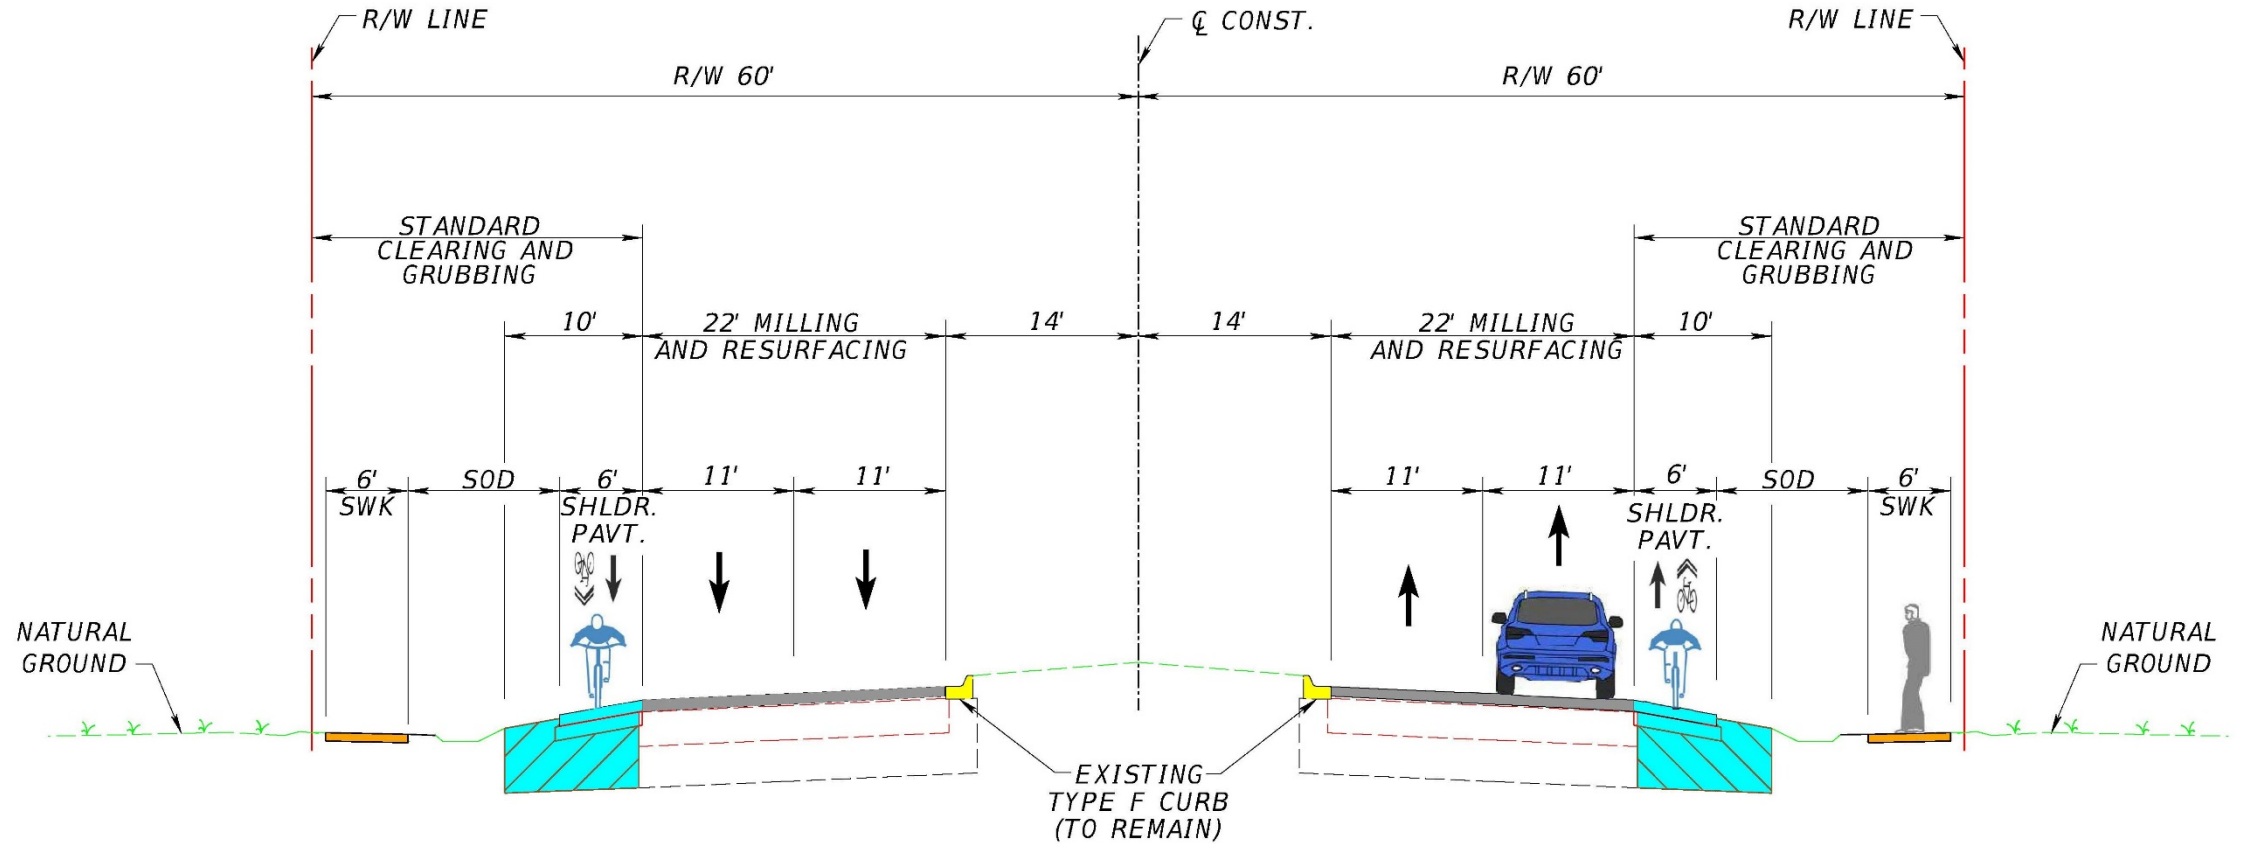 R/W LINE
℄ CONST.
R/W LINE
R/W 60'
R/W 60'
STANDARD
CLEARING AND
GRUBBING
STANDARD
CLEARING AND
GRUBBING
10'
22' MILLING
AND RESURFACING
14'
14'
22' MILLING
AND RESURFACING
10'
6'
SWK
SOD
6'
SHLDR.
PAVT.
11'
11'
11'
11'
6'
SHLDR.
PAVT.
SOD
6'
SWK
NATURAL
GROUND
NATURAL
GROUND
EXISTING
TYPE F CURB
(TO REMAIN)